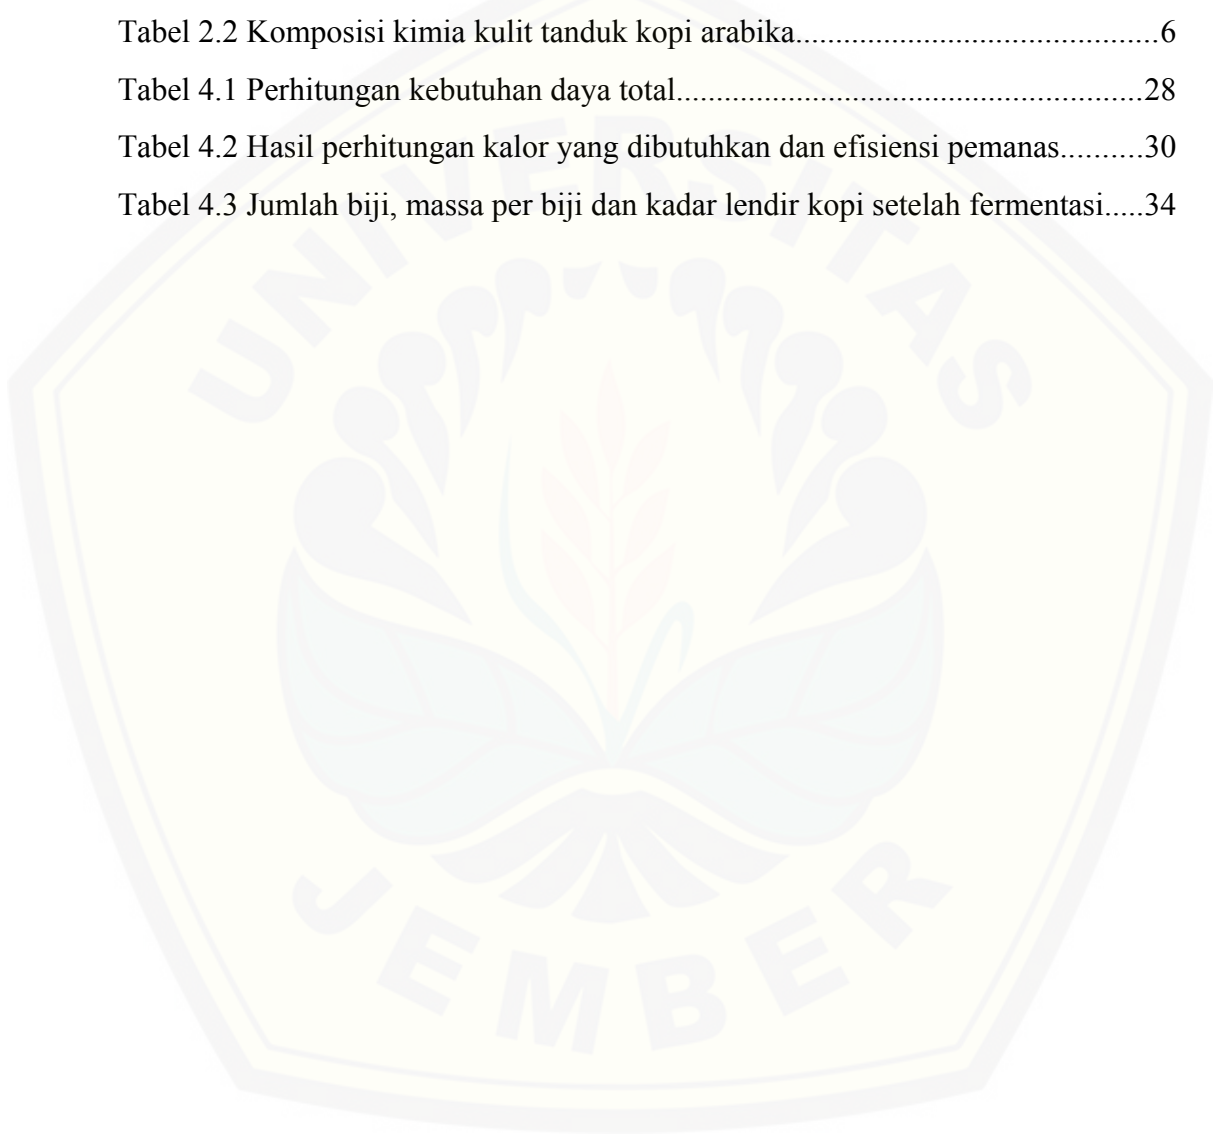 Tabel 2.2 Komposisi kimia kulit tanduk kopi arabika.......................................6
Tabel 4.1 Perhitungan kebutuhan daya total....................................................28
Tabel 4.2 Hasil perhitungan kalor yang dibutuhkan dan efisiensi pemanas..........30
Tabel 4.3 Jumlah biji, massa per biji dan kadar lendir kopi setelah fermentasi.....34
UNIVERSITAS
JEMBER